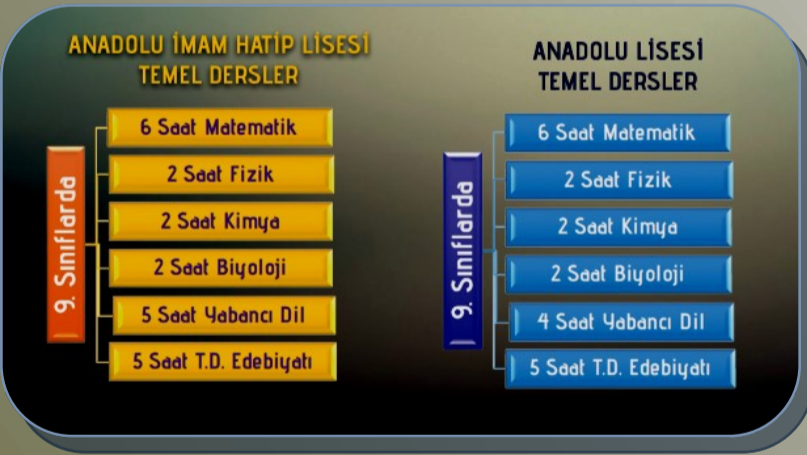 ANADOLU İMAM HATİP LİSESİ
TEMEL DERSLER
9. Sınıflarda
6 Saat Matematik
2 Saat Fizik
2 Saat Kimya
2 Saat Biyoloji
5 Saat Yabancı Dil
5 Saat T.D. Edebiyatı
ANADOLU LİSESİ
TEMEL DERSLER
9. Sınıflarda
6 Saat Matematik
2 Saat Fizik
2 Saat Kimya
2 Saat Biyoloji
4 Saat Yabancı Dil
5 Saat T.D. Edebiyatı